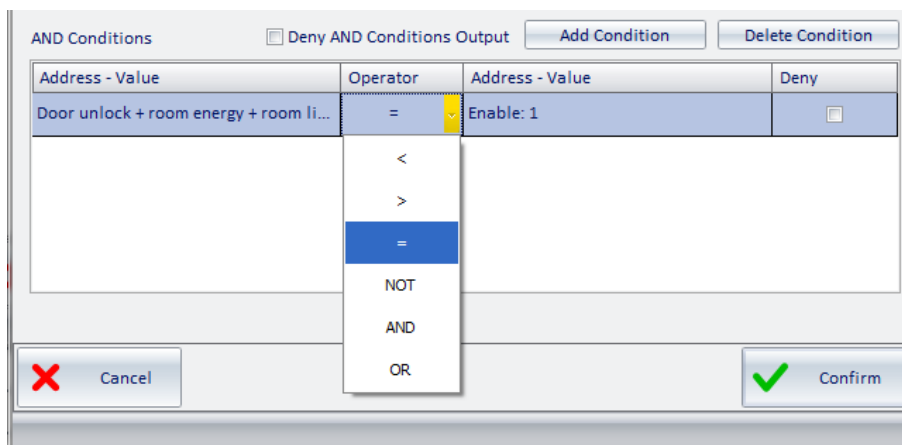 AND Conditions Deny AND Conditions Output Add Condition Delete Condition
Address - Value Operator Address - Value Deny
Door unlock + room energy + room li... = Enable: 1
<
>
=
NOT
AND
OR
Cancel Confirm